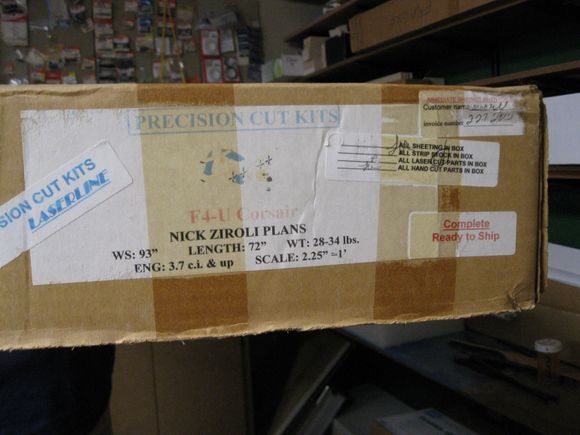 PRECISION CUT KITS
SION CUT KITS
LASERLINE
F4-U Corsair
NICK ZIROLI PLANS
WS: 93” LENGTH: 72” WT: 28-34 lbs.
ENG: 3.7 c.i. & up SCALE: 2.25” =1'
Customer name
invoice number
ALL SHEETING IN BOX
ALL STRIP STOCK IN BOX
ALL LASER CUT PARTS IN BOX
ALL HAND CUT PARTS IN BOX
Complete
Ready to Ship